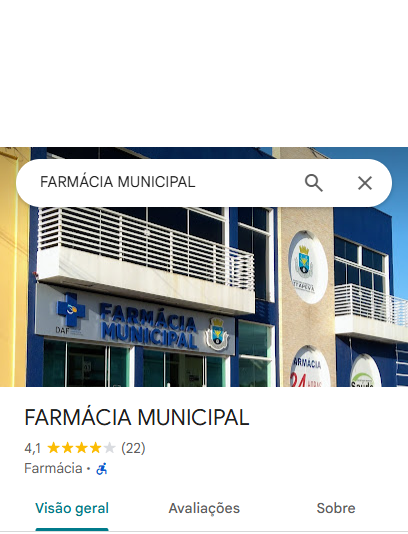 FARMÁCIA MUNICIPAL
ITAPEVA
FARMÁCIA
MUNICIPAL
DAF
FARMÁCIA
24
Saúde
FARMÁCIA MUNICIPAL
4,1 (22)
Farmácia •
Visão geral Avaliações Sobre